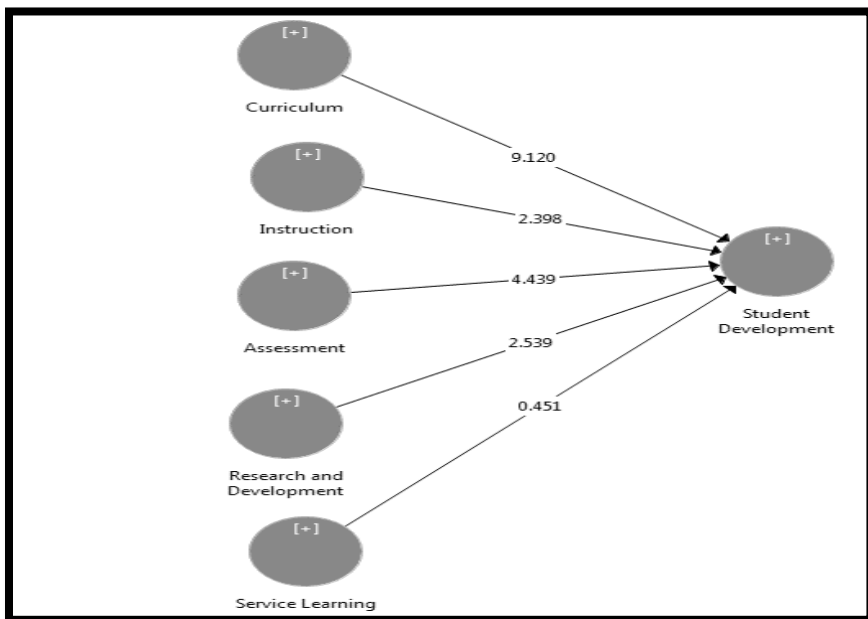 [+]
Curriculum
9.120
[+]
Instruction
2.398
[+]
Student
Development
[+]
Assessment
4.439
[+]
Research and
Development
2.539
[+]
Service Learning
0.451